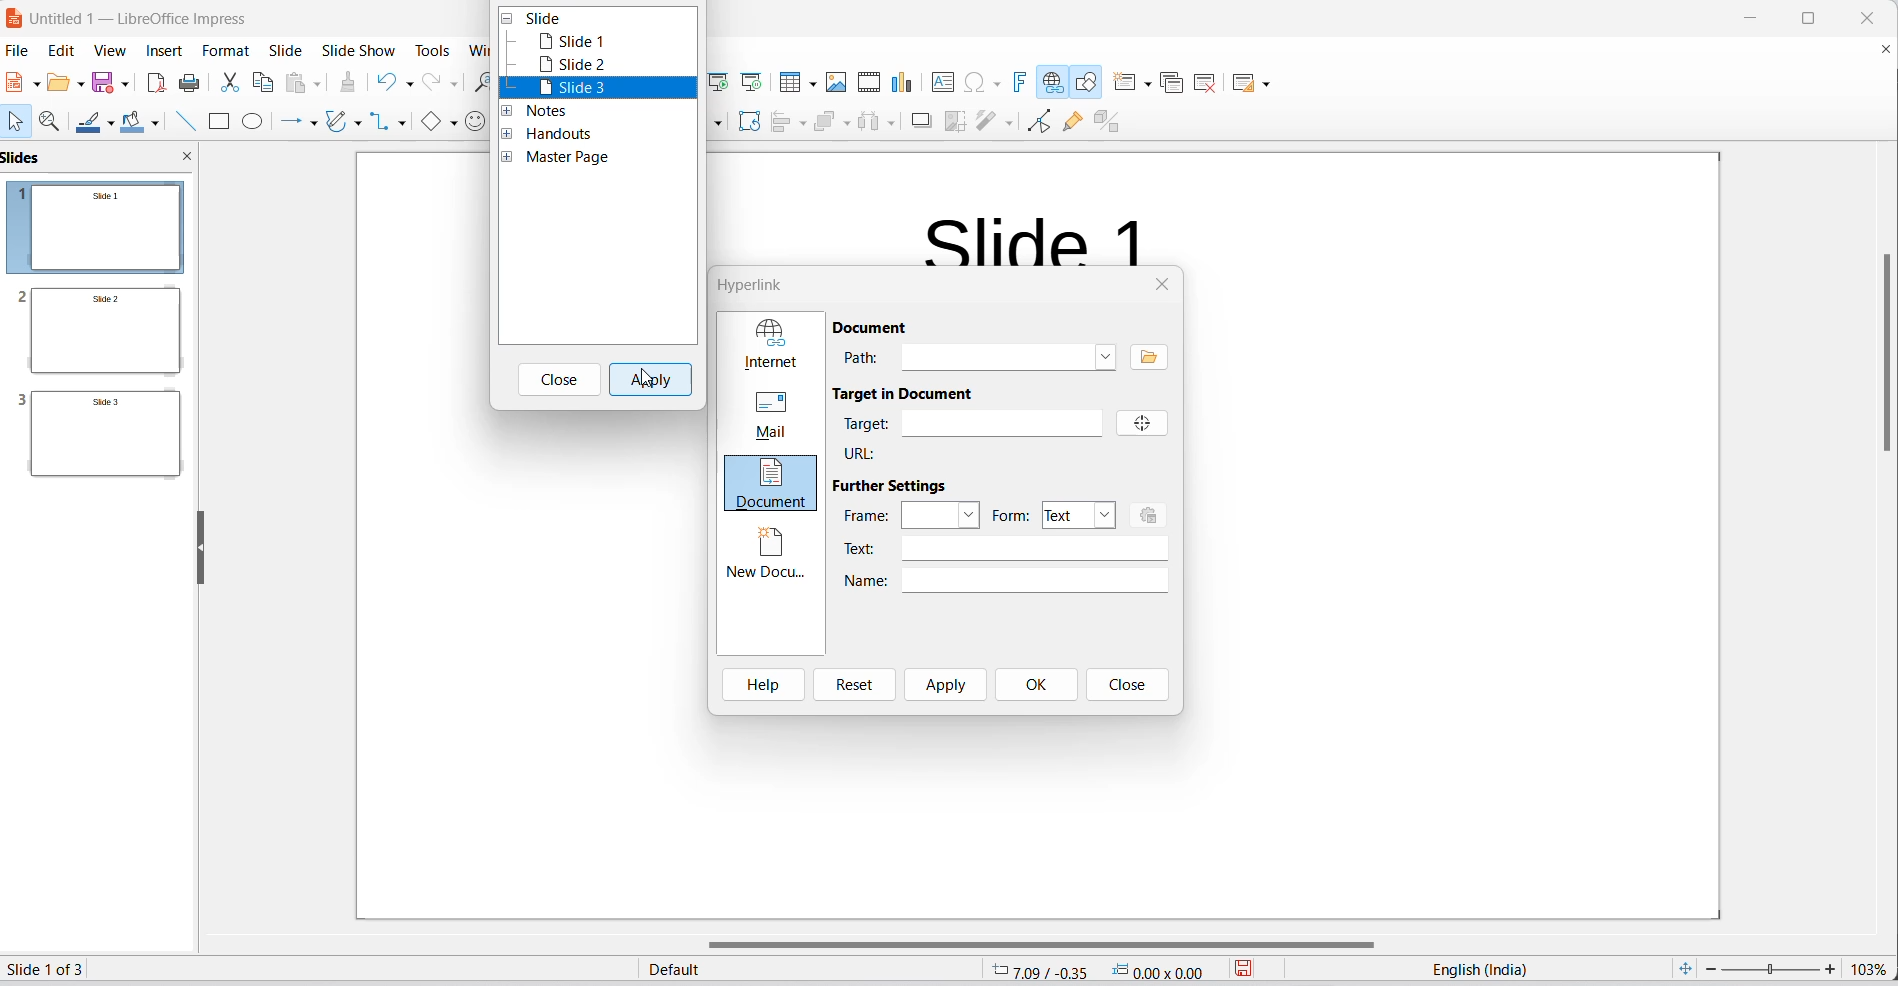 Untitled 1 — LibreOffice Impress
File Edit View Insert Format Slide Slide Show Tools
Slide
Slide 1
Slide 2
Slide 3
Notes
Handouts
Master Page
Close Apply
Slides
1 Slide 1
2 Slide 2
3 Slide 3
Slide 1
Hyperlink
Internet
Mail
Document
New Docu...
Document
Path:
Target in Document
Target:
URL:
Further Settings
Frame: Form: Text
Text:
Name:
Help Reset Apply OK Close
Slide 1 of 3 Default 7.09 / -0.35 0.00 x 0.00 English (India) 103%